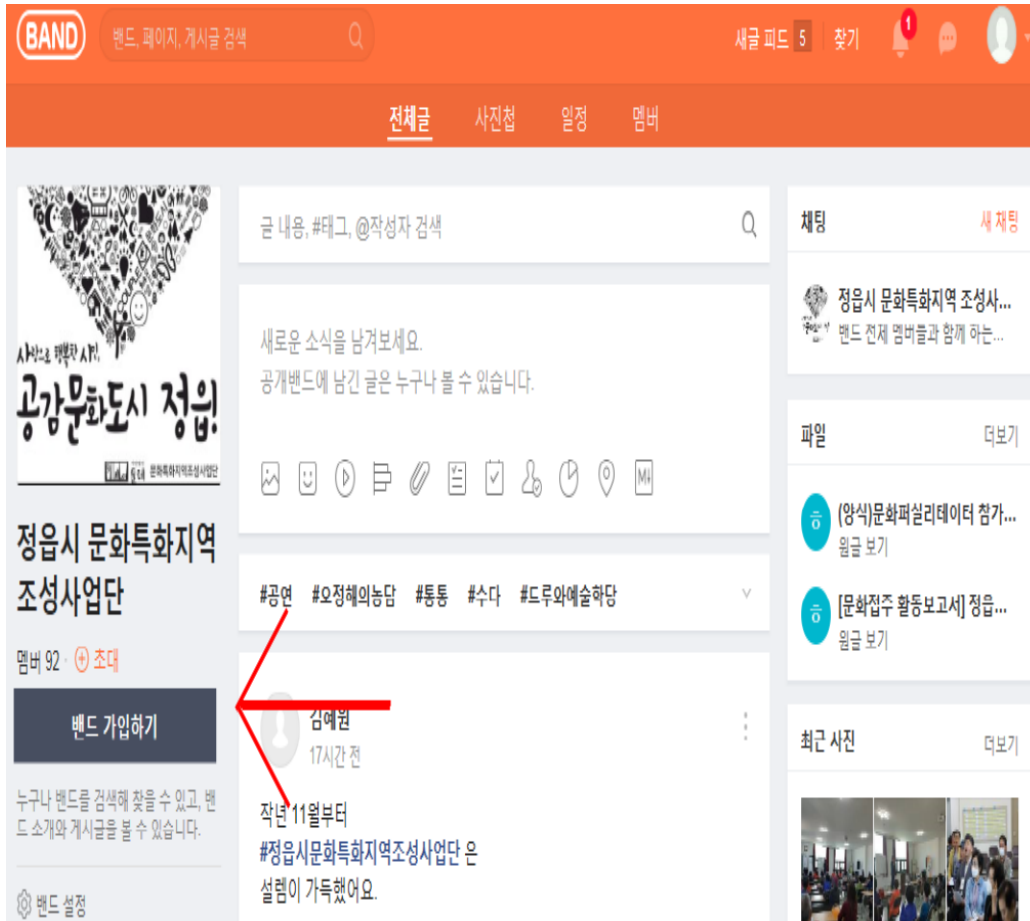 BAND
밴드, 페이지, 게시글 검색
새글 피드 5
찾기
1
전체글 사진첩 일정 멤버
사랑으로 행복한 시민,
공감문화도시 정읍!
문화특화지역조성사업단
정읍시 문화특화지역
조성사업단
멤버 92 · 초대
밴드 가입하기
누구나 밴드를 검색해 찾을 수 있고, 밴
드 소개와 게시글을 볼 수 있습니다.
밴드 설정
글 내용, #태그, @작성자 검색
새로운 소식을 남겨보세요.
공개밴드에 남긴 글은 누구나 볼 수 있습니다.
M
#공연 #오정해의농담 #통통 #수다 #드루와예술하당
김예원
17시간 전
작년 11월부터
#정읍시문화특화지역조성사업단 은
설렘이 가득했어요.
채팅 새 채팅
정읍시 문화특화지역 조성사...
밴드 전체 멤버들과 함께 하는...
파일 더보기
ㅎ
(양식)문화퍼실리테이터 참가...
원글 보기
ㅎ
[문화접주 활동보고서] 정읍...
원글 보기
최근 사진 더보기